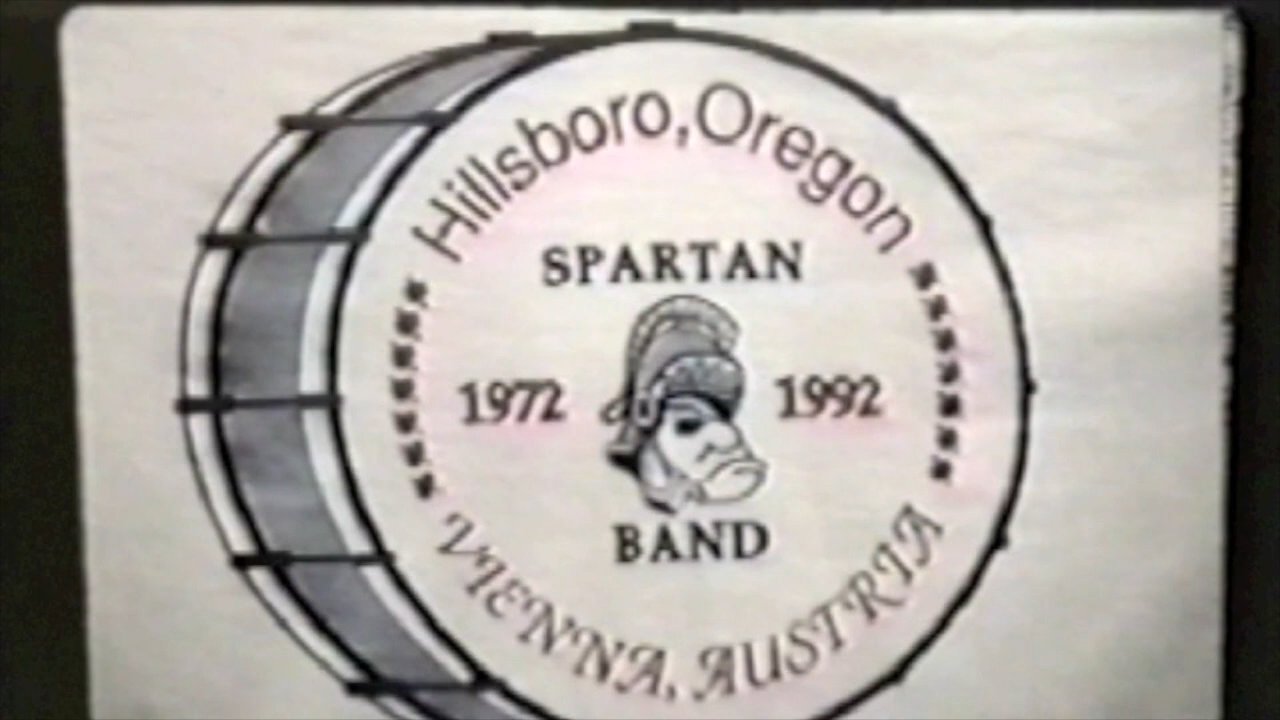 Hillsboro, Oregon
SPARTAN
1972 1992
BAND
VIENNA, AUSTRIA